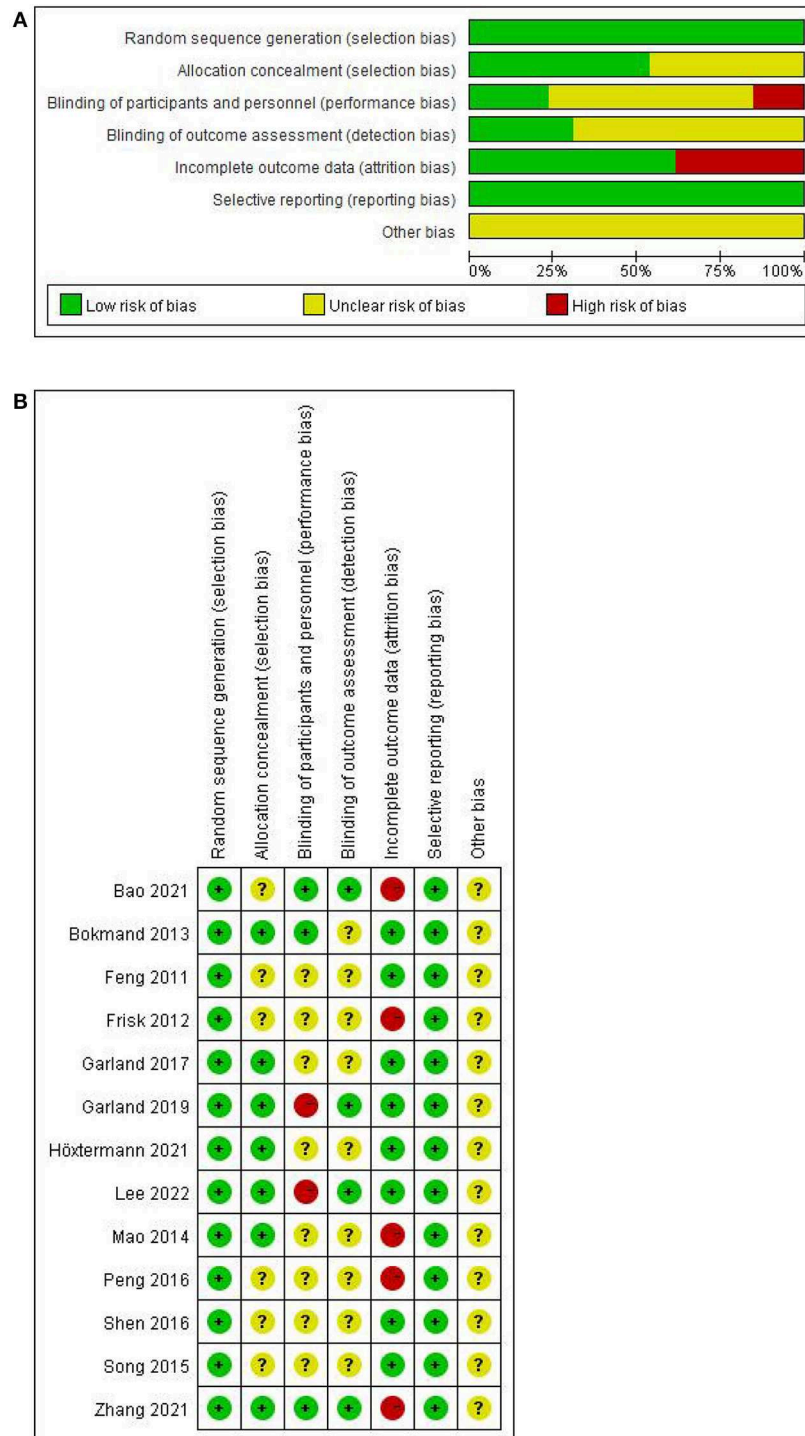 A
Random sequence generation (selection bias)
Allocation concealment (selection bias)
Blinding of participants and personnel (performance bias)
Blinding of outcome assessment (detection bias)
Incomplete outcome data (attrition bias)
Selective reporting (reporting bias)
Other bias
0% 25% 50% 75% 100%
Low risk of bias Unclear risk of bias High risk of bias
B
Random sequence generation (selection bias)
Allocation concealment (selection bias)
Blinding of participants and personnel (performance bias)
Blinding of outcome assessment (detection bias)
Incomplete outcome data (attrition bias)
Selective reporting (reporting bias)
Other bias
Bao 2021 + ? + + - + ?
Bokmand 2013 + + + ? + + ?
Feng 2011 + ? ? ? + + ?
Frisk 2012 + ? ? ? - + ?
Garland 2017 + + ? ? + + ?
Garland 2019 + + - + + + ?
Höxtermann 2021 + + ? ? + + ?
Lee 2022 + + - + + + ?
Mao 2014 + + ? ? - + ?
Peng 2016 + ? ? ? - + ?
Shen 2016 + ? ? ? + + ?
Song 2015 + ? ? ? + + ?
Zhang 2021 + + + + - + ?